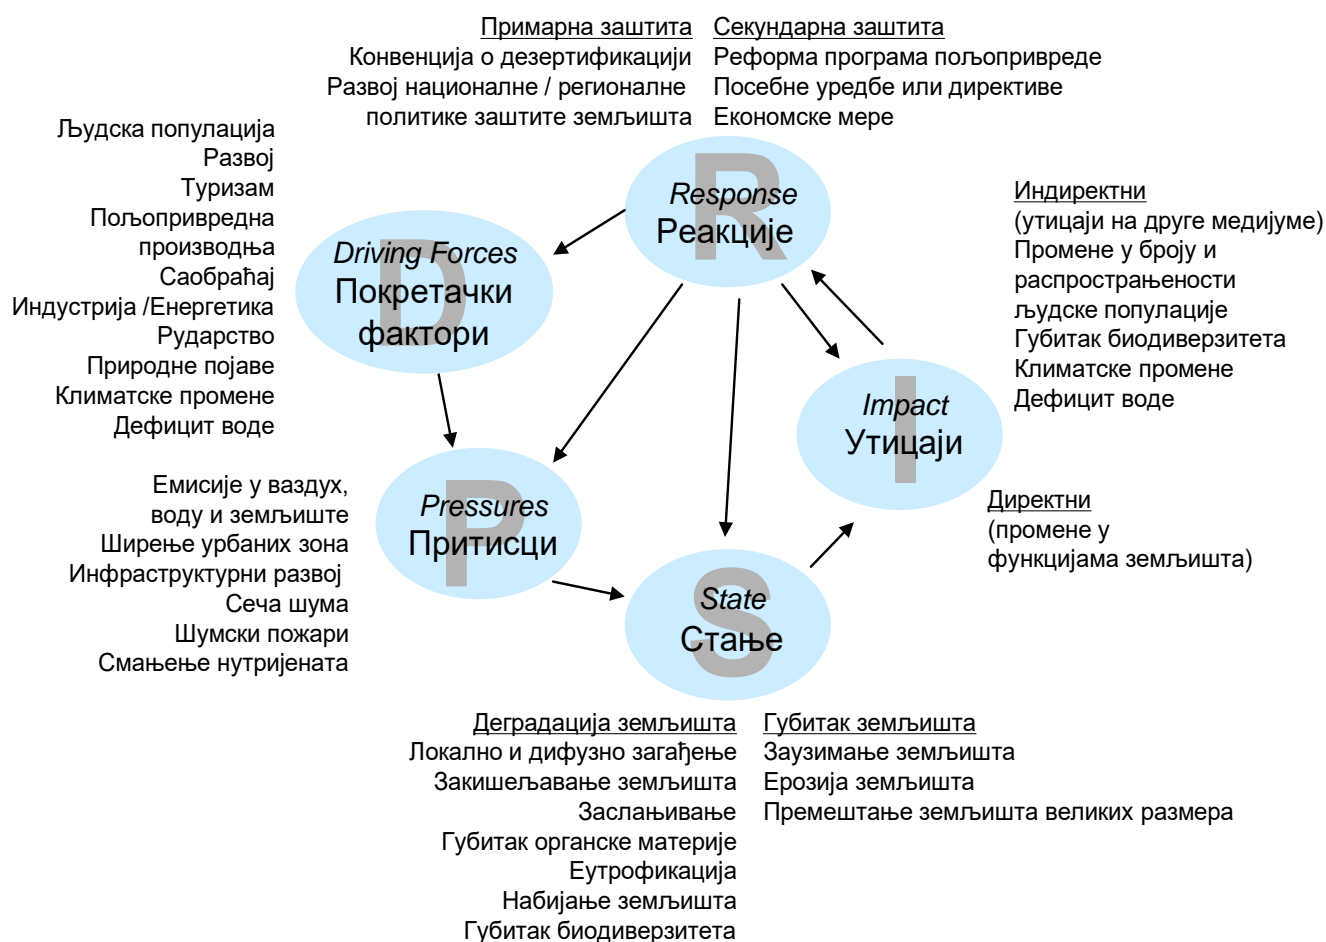 Примарна заштита
Конвенција о дезертификацији
Развој националне / регионалне
политике заштите земљишта
Секундарна заштита
Реформа програма пољопривреде
Посебне уредбе или директиве
Економске мере
R
Response
Реакције
Људска популација
Развој
Туризам
Пољопривредна
производња
Саобраћај
Индустрија /Енергетика
Рударство
Природне појаве
Климатске промене
Дефицит воде
D
Driving Forces
Покретачки
фактори
Индиректни
(утицаји на друге медијуме)
Промене у броју и
распрострањености
људске популације
Губитак биодиверзитета
Климатске промене
Дефицит воде
I
Impact
Утицаји
Директни
(промене у
функцијама земљишта)
Емисије у ваздух,
воду и земљиште
Ширење урбаних зона
Инфраструктурни развој
Сеча шума
Шумски пожари
Смањење нутријената
P
Pressures
Притисци
S
State
Стање
Деградација земљишта
Локално и дифузно загађење
Закишељавање земљишта
Заслањивање
Губитак органске материје
Еутрофикација
Набијање земљишта
Губитак биодиверзитета
Губитак земљишта
Заузимање земљишта
Ерозија земљишта
Премештање земљишта великих размера